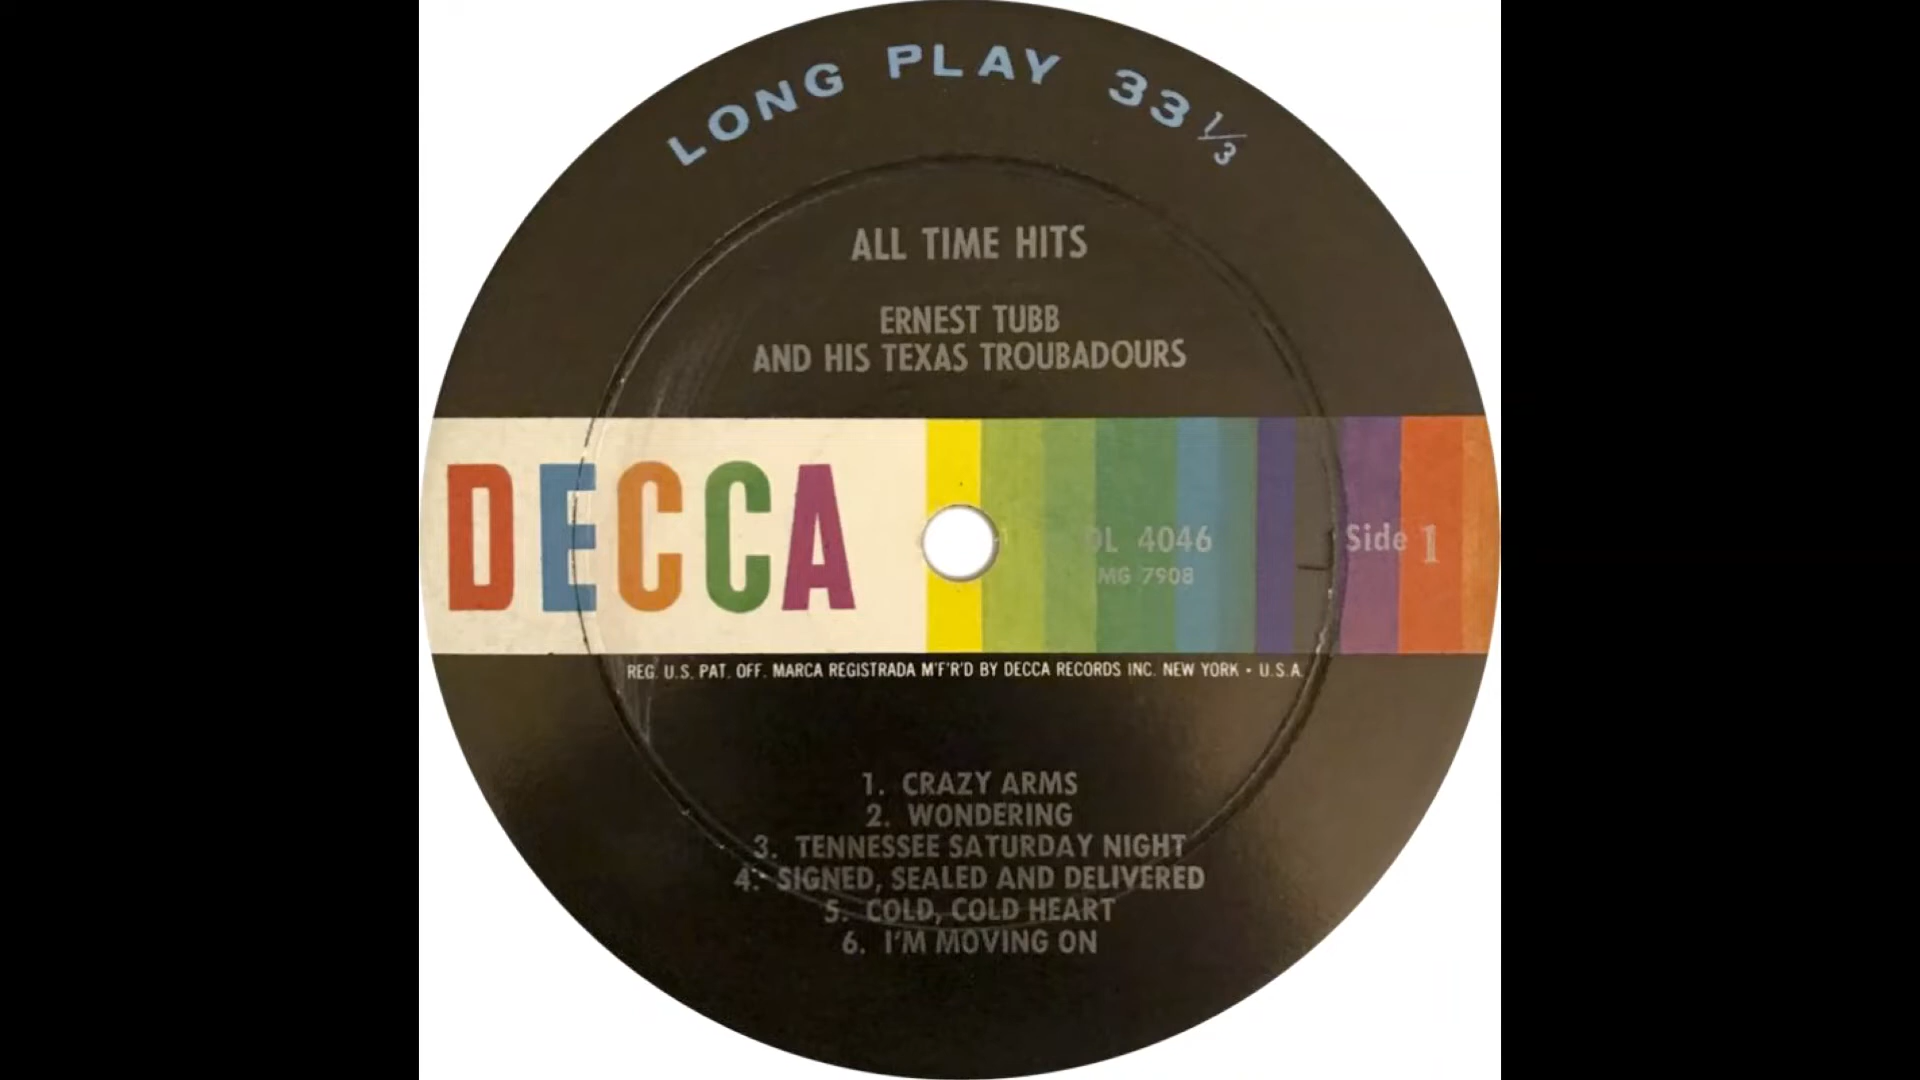 LONG PLAY 33 1/3
ALL TIME HITS
ERNEST TUBB
AND HIS TEXAS TROUBADOURS
DECCA
DL 4046
MG 7908
Side 1
REG. U.S. PAT. OFF. MARCA REGISTRADA M'F'R'D BY DECCA RECORDS INC. NEW YORK • U.S.A.
1. CRAZY ARMS
2. WONDERING
3. TENNESSEE SATURDAY NIGHT
4. SIGNED, SEALED AND DELIVERED
5. COLD, COLD HEART
6. I'M MOVING ON